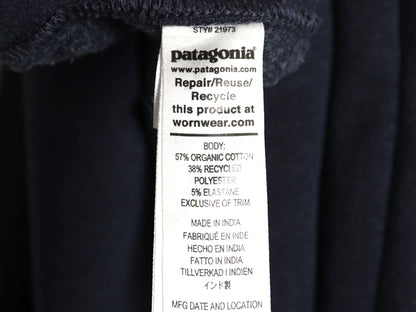 STY# 21973
patagonia®
www.patagonia.com
Repair/Reuse/
Recycle
this product at
wornwear.com
BODY:
57% ORGANIC COTTON
38% RECYCLED
POLYESTER
5% ELASTANE
EXCLUSIVE OF TRIM
MADE IN INDIA
FABRIQUÉ EN INDE
HECHO EN INDIA
FATTO IN INDIA
TILLVERKAD I INDIEN
インド製
MFG DATE AND LOCATION